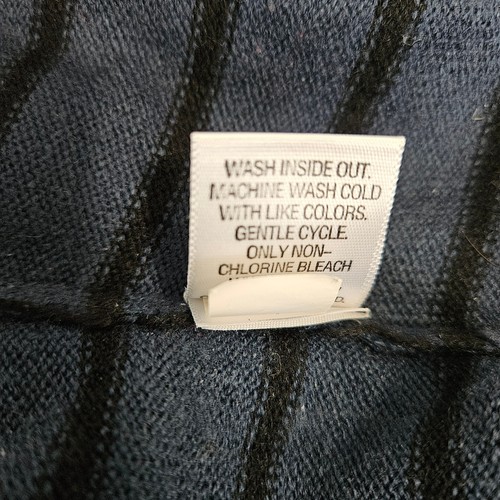 WASH INSIDE OUT.
MACHINE WASH COLD
WITH LIKE COLORS.
GENTLE CYCLE.
ONLY NON-
CHLORINE BLEACH